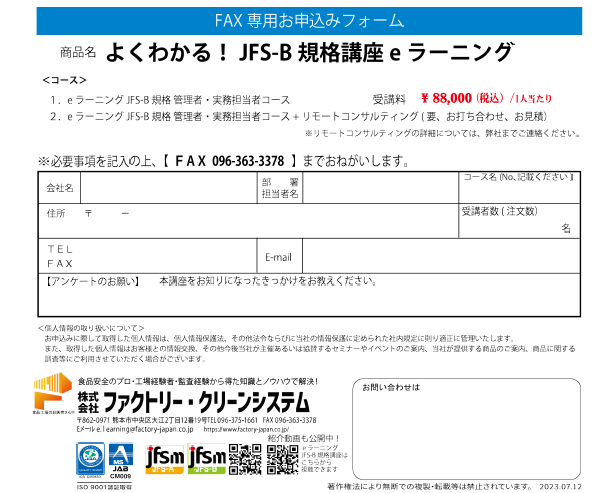 FAX 専用お申込みフォーム
商品名 よくわかる！ JFS-B 規格講座 e ラーニング
＜コース＞
１．e ラーニング JFS-B 規格 管理者・実務担当者コース 受講料 ¥ 88,000（税込）/1人当たり
２．e ラーニング JFS-B 規格 管理者・実務担当者コース + リモートコンサルティング ( 要、お打ち合わせ、お見積）
※リモートコンサルティングの詳細については、弊社までご連絡ください。
※必要事項を記入の上、【 ＦＡＸ 096-363-3378 】までおねがいします。
会社名
部 署
担当者名
コース名（No、記載ください）
住所 〒 ー
受講者数 ( 注文数）
名
ＴＥＬ
ＦＡＸ
E-mail
【アンケートのお願い】 本講座をお知りになったきっかけをお教えください。
＜個人情報の取り扱いについて＞
お申込みに際して取得した個人情報は、個人情報保護法、その他法令ならびに当社の情報保護に定められた社内規定に則り適正に管理いたします。
また、取得した個人情報はお客様との情報交換、その他今後当社が主催あるいは協賛するセミナーやイベントのご案内、当社が提供する商品のご案内、商品に関する
調査等にご利用させていただく場合がございます。
食品安全のプロ・工場経験者・監査経験から得た知識とノウハウで解決！
株式会社 ファクトリー・クリーンシステム
〒862-0971 熊本市中央区大江2丁目12番19号 TEL 096-375-1661 FAX 096-363-3378
Eメール e.learning@factory-japan.co.jp https://www.factory-japan.co.jp/
紹介動画も公開中！
e ラーニング
JFS-B 規格講座は
こちらから
視聴できます
MS
JAB
CM009
jfsm
JFS-A
jfsm
JFS-B
ISO 9001認証取得
お問い合わせは
著作権法により無断での複製・転載等は禁止されています。 2023.07.12